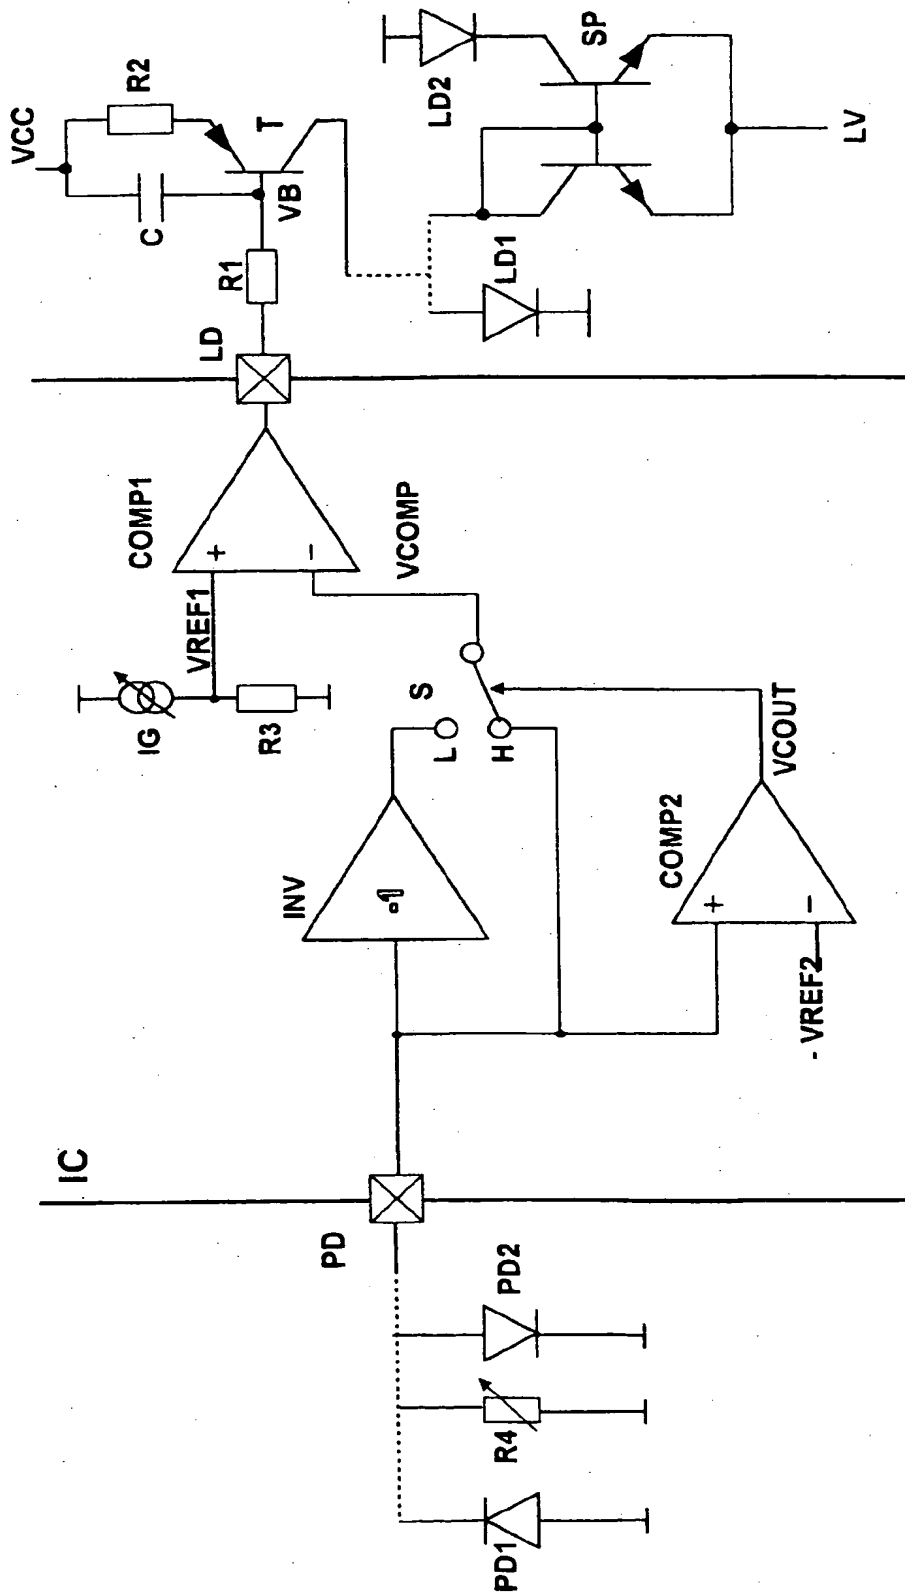 IC
PD
PD1
R4
PD2
INV
-1
L
H
S
IG
R3
VREF1
COMP1
+
-
VCOMP
COMP2
+
-
- VREF2
VCOUT
LD
R1
C
VCC
R2
T
VB
LD1
LD2
SP
LV